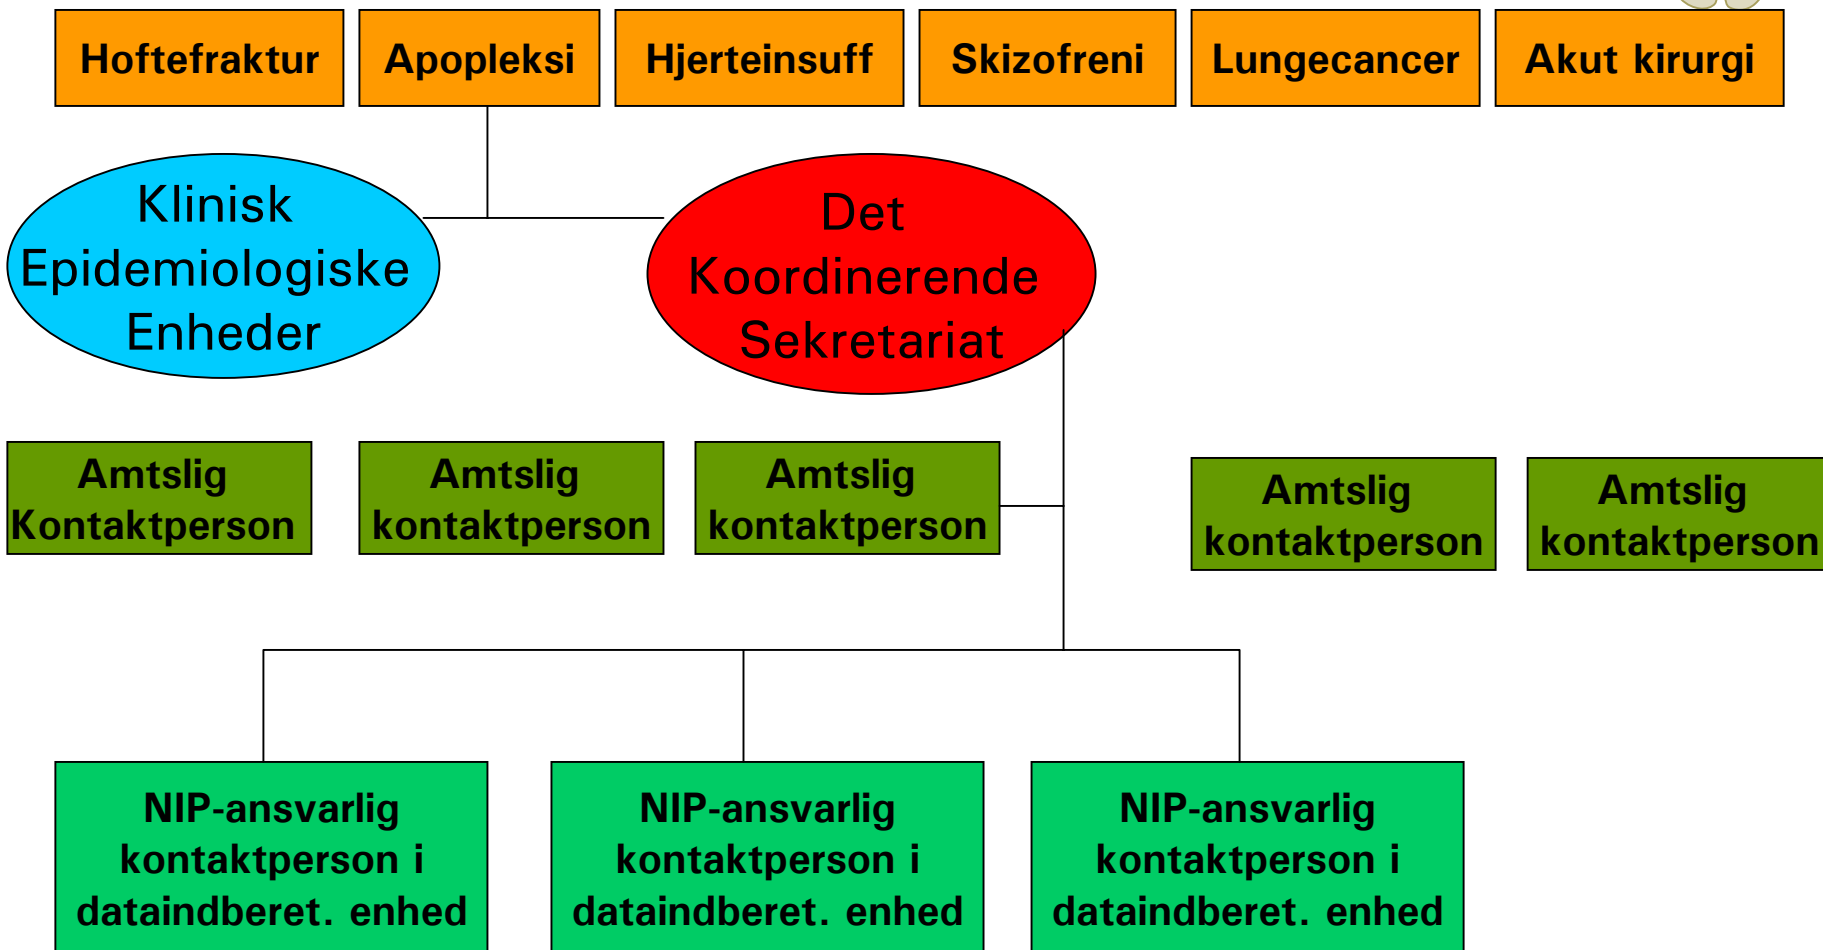 Hoftefraktur
Apopleksi
Hjerteinsuff
Skizofreni
Lungecancer
Akut kirurgi
Klinisk
Epidemiologiske
Enheder
Det
Koordinerende
Sekretariat
Amtslig
Kontaktperson
Amtslig
kontaktperson
Amtslig
kontaktperson
Amtslig
kontaktperson
Amtslig
kontaktperson
NIP-ansvarlig
kontaktperson i
dataindberet. enhed
NIP-ansvarlig
kontaktperson i
dataindberet. enhed
NIP-ansvarlig
kontaktperson i
dataindberet. enhed